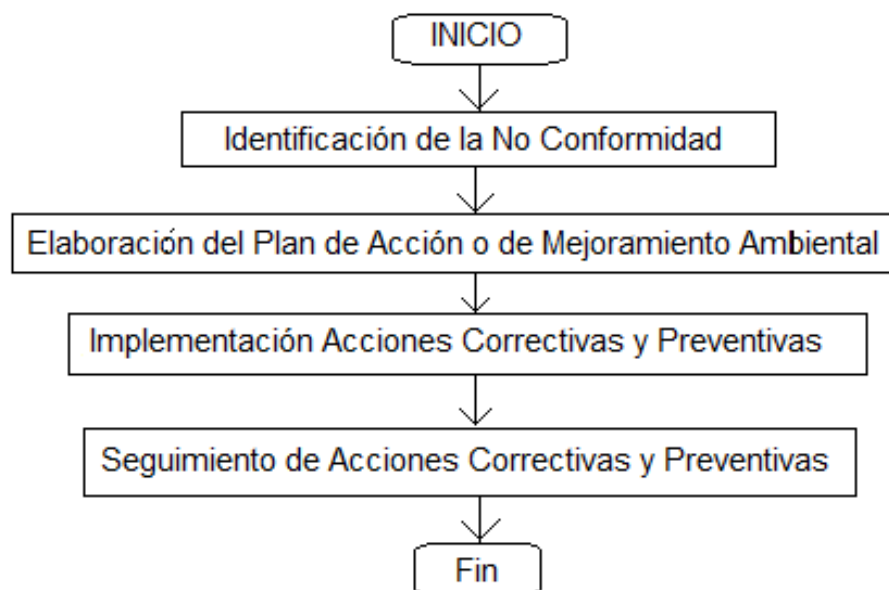 INICIO
Identificación de la No Conformidad
Elaboración del Plan de Acción o de Mejoramiento Ambiental
Implementación Acciones Correctivas y Preventivas
Seguimiento de Acciones Correctivas y Preventivas
Fin